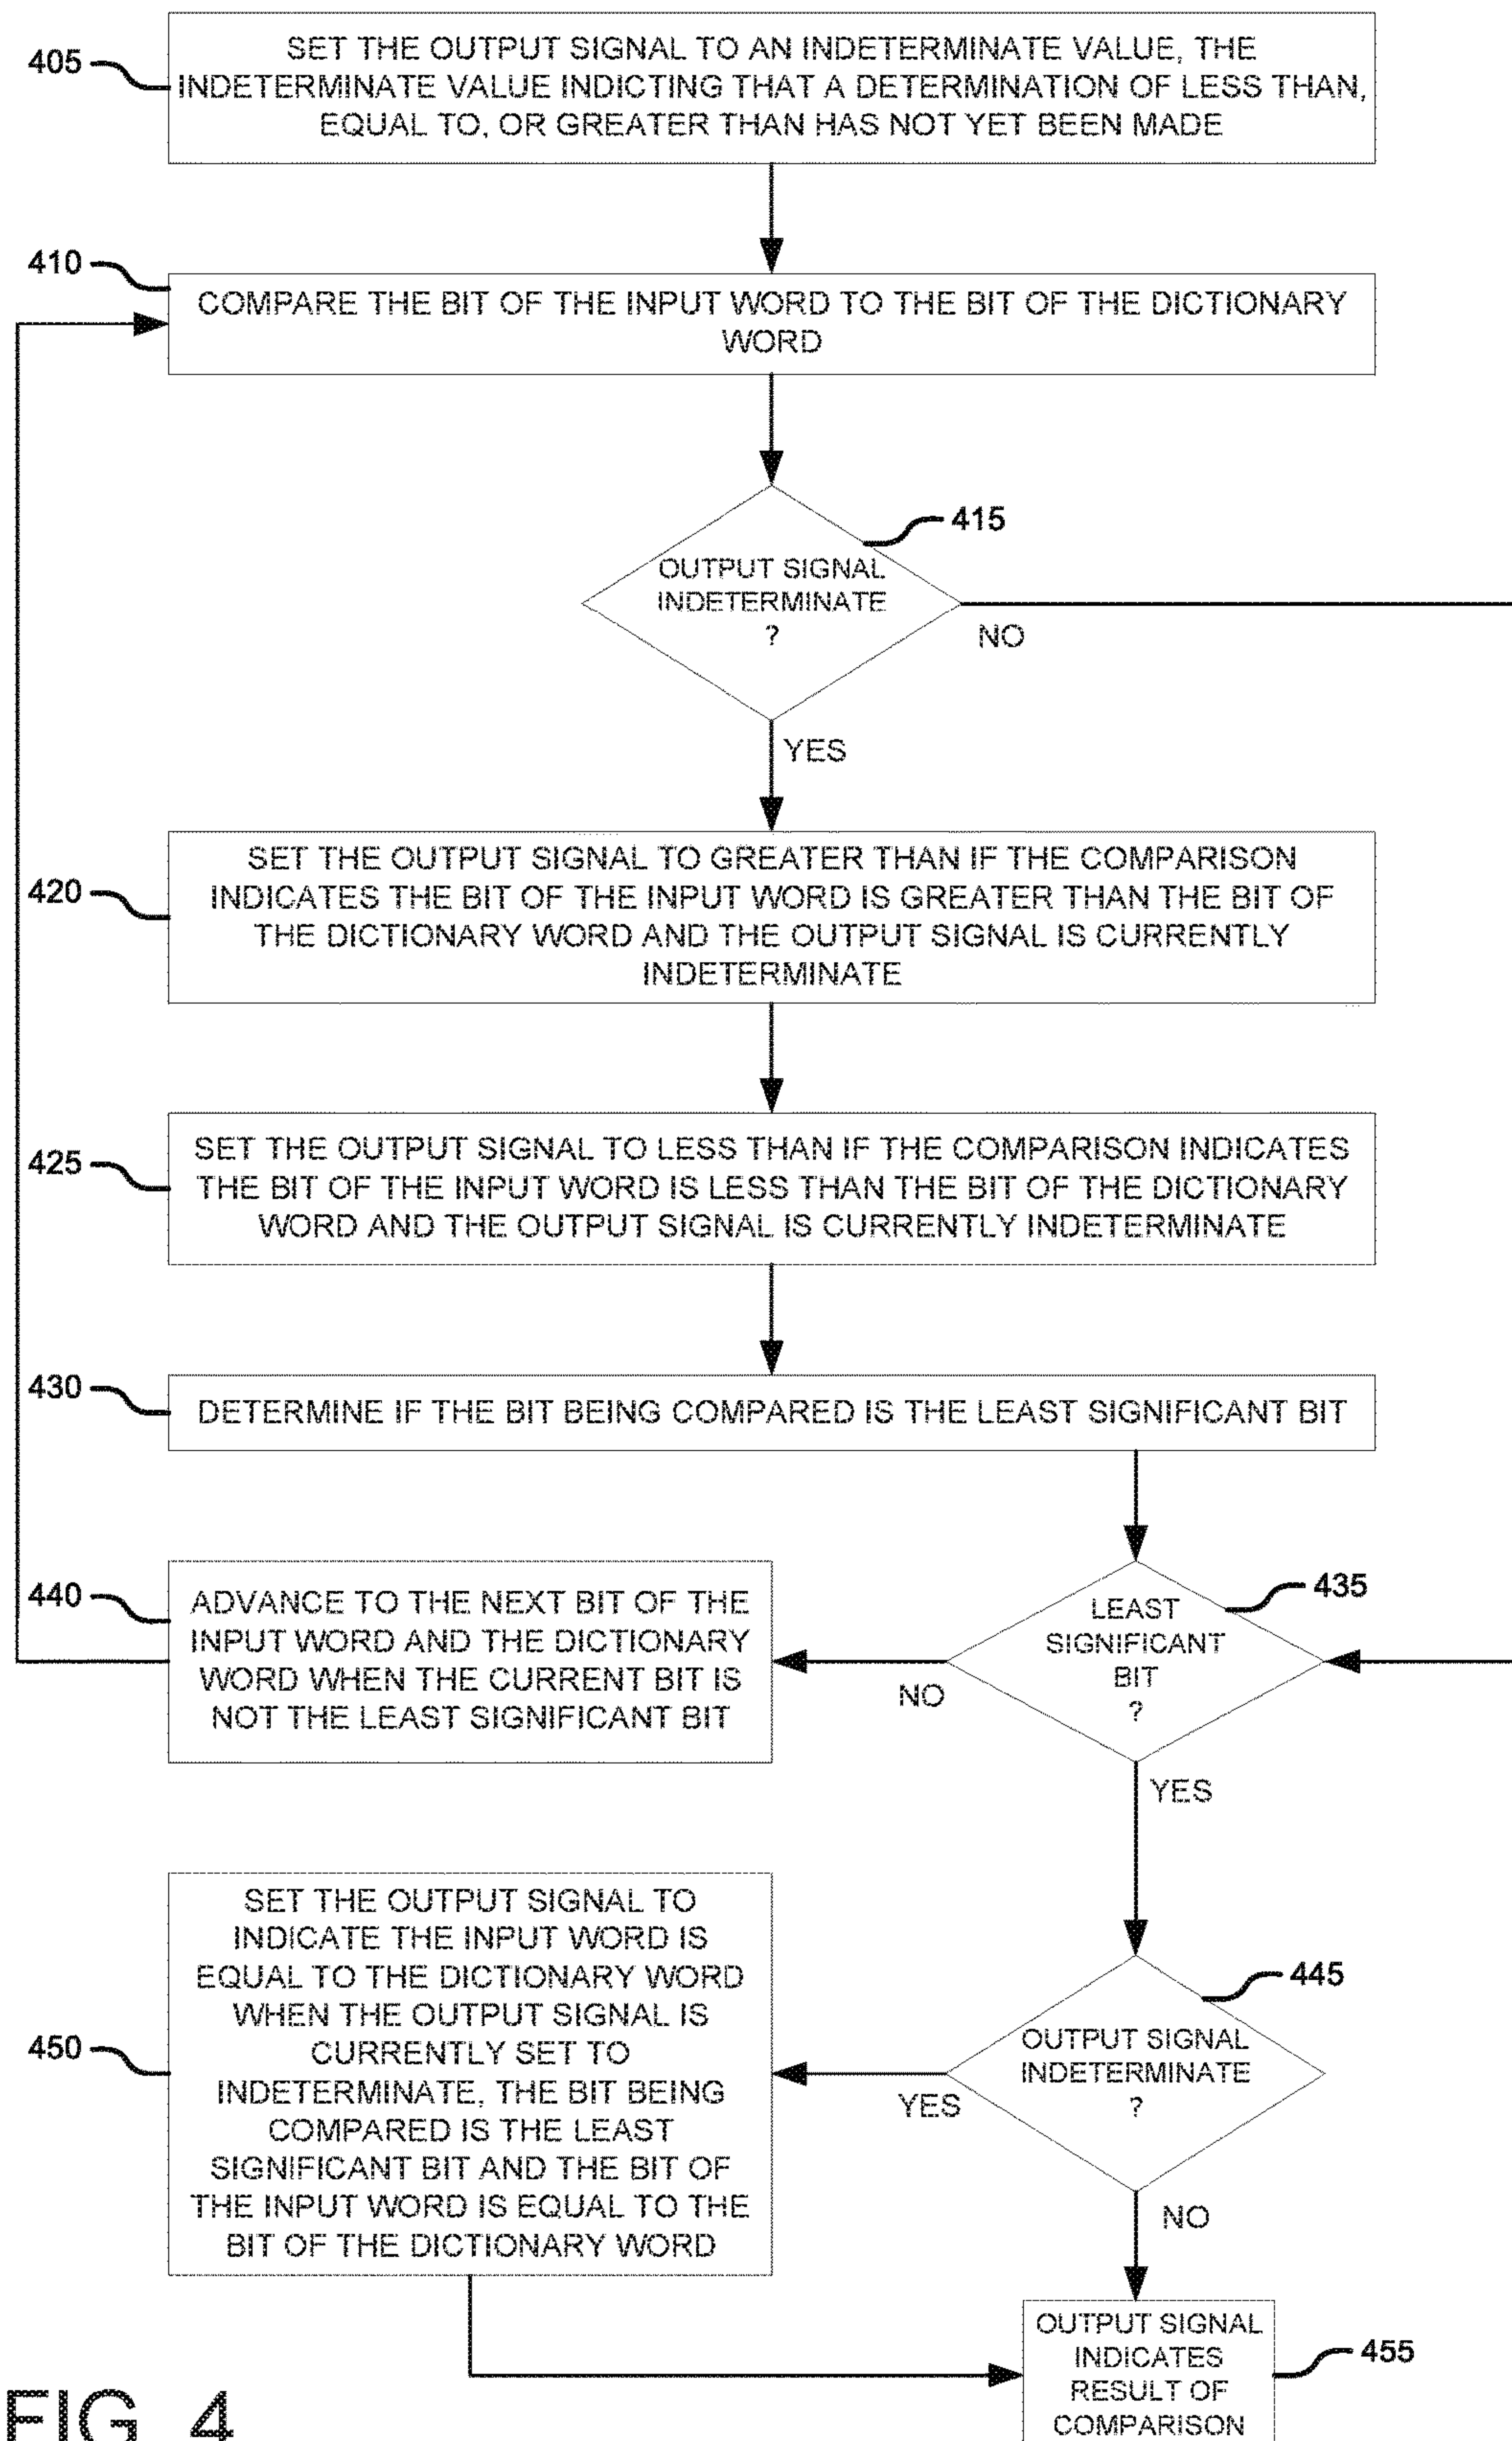 405
SET THE OUTPUT SIGNAL TO AN INDETERMINATE VALUE, THE
INDETERMINATE VALUE INDICTING THAT A DETERMINATION OF LESS THAN,
EQUAL TO, OR GREATER THAN HAS NOT YET BEEN MADE
410
COMPARE THE BIT OF THE INPUT WORD TO THE BIT OF THE DICTIONARY
WORD
415
OUTPUT SIGNAL
INDETERMINATE
?
NO
YES
420
SET THE OUTPUT SIGNAL TO GREATER THAN IF THE COMPARISON
INDICATES THE BIT OF THE INPUT WORD IS GREATER THAN THE BIT OF
THE DICTIONARY WORD AND THE OUTPUT SIGNAL IS CURRENTLY
INDETERMINATE
425
SET THE OUTPUT SIGNAL TO LESS THAN IF THE COMPARISON INDICATES
THE BIT OF THE INPUT WORD IS LESS THAN THE BIT OF THE DICTIONARY
WORD AND THE OUTPUT SIGNAL IS CURRENTLY INDETERMINATE
430
DETERMINE IF THE BIT BEING COMPARED IS THE LEAST SIGNIFICANT BIT
440
ADVANCE TO THE NEXT BIT OF THE
INPUT WORD AND THE DICTIONARY
WORD WHEN THE CURRENT BIT IS
NOT THE LEAST SIGNIFICANT BIT
435
LEAST
SIGNIFICANT
BIT
?
NO
YES
450
SET THE OUTPUT SIGNAL TO
INDICATE THE INPUT WORD IS
EQUAL TO THE DICTIONARY WORD
WHEN THE OUTPUT SIGNAL IS
CURRENTLY SET TO
INDETERMINATE, THE BIT BEING
COMPARED IS THE LEAST
SIGNIFICANT BIT AND THE BIT OF
THE INPUT WORD IS EQUAL TO THE
BIT OF THE DICTIONARY WORD
445
OUTPUT SIGNAL
INDETERMINATE
?
YES
NO
455
OUTPUT SIGNAL
INDICATES
RESULT OF
COMPARISON
FIG. 4